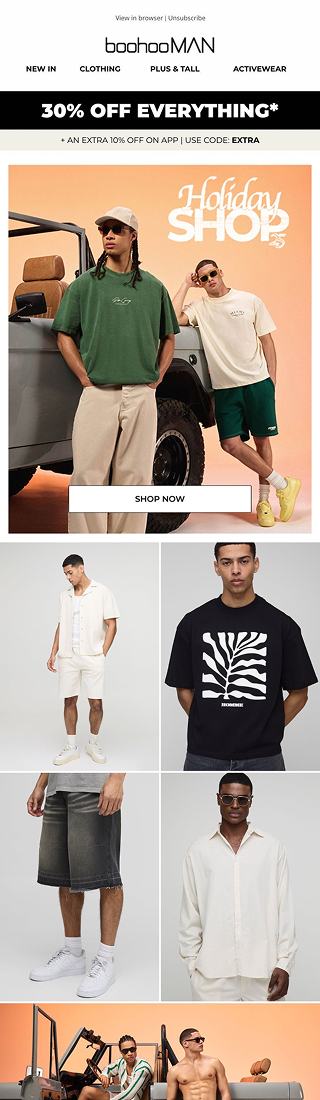 View in browser | Unsubscribe
boohooMAN
NEW IN CLOTHING PLUS & TALL ACTIVEWEAR
30% OFF EVERYTHING*
+ AN EXTRA 10% OFF ON APP | USE CODE: EXTRA
Holiday
SHOP
25
SHOP NOW
HOMME